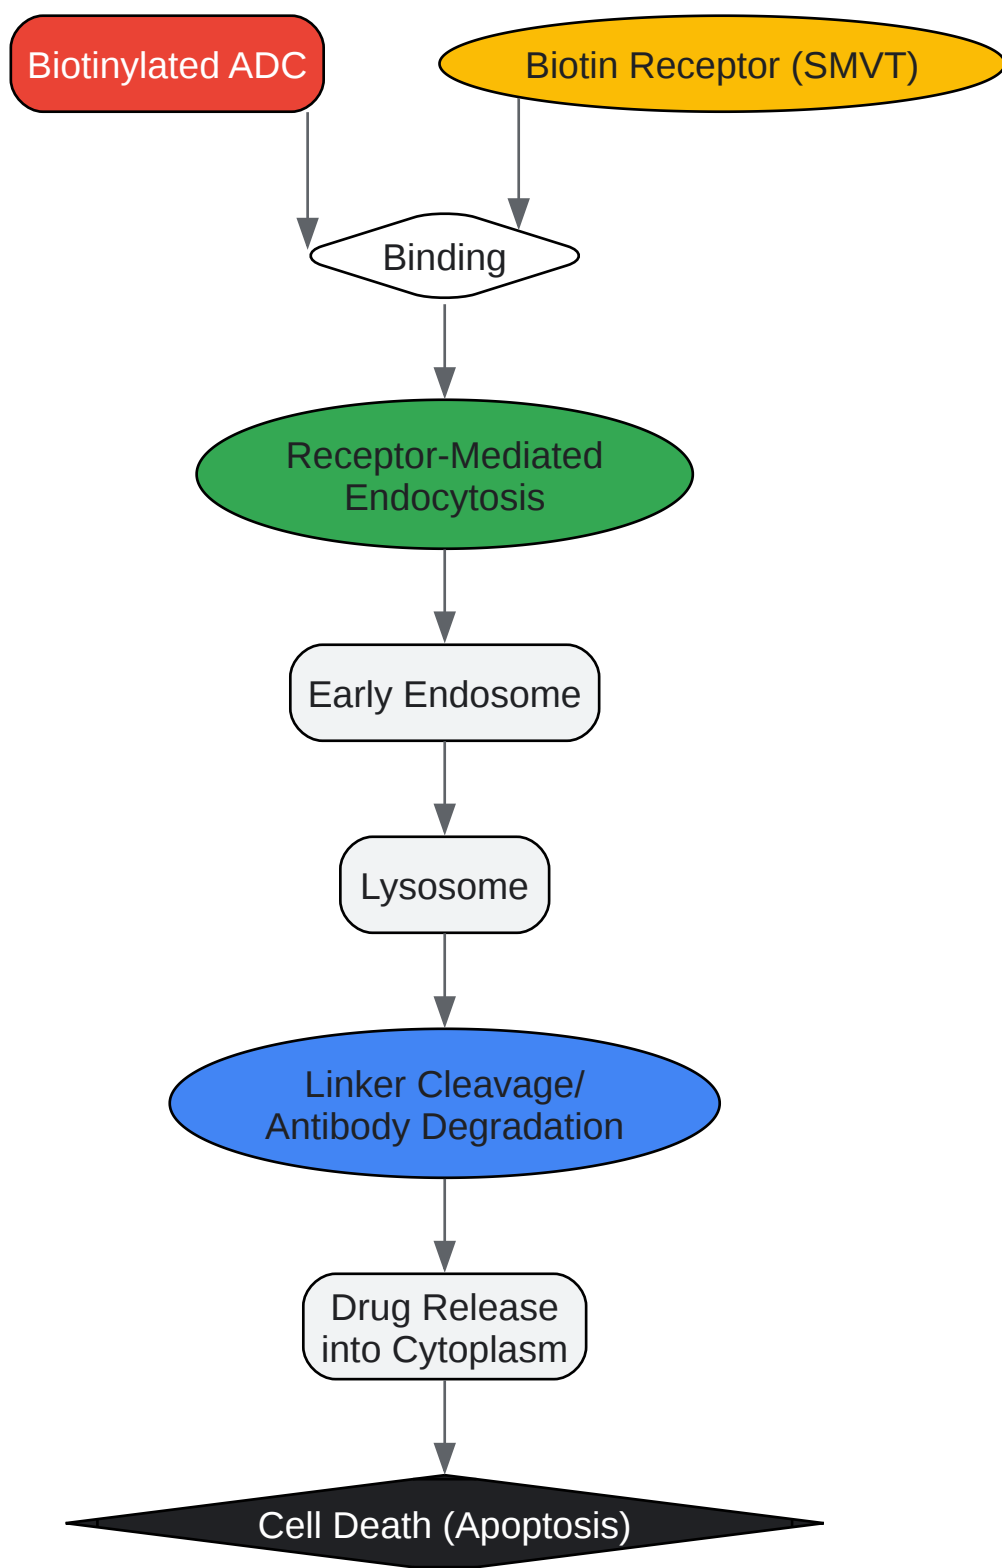 Biotinylated ADC
Biotin Receptor (SMVT)
Binding
Receptor-Mediated
Endocytosis
Early Endosome
Lysosome
Linker Cleavage/
Antibody Degradation
Drug Release
into Cytoplasm
Cell Death (Apoptosis)